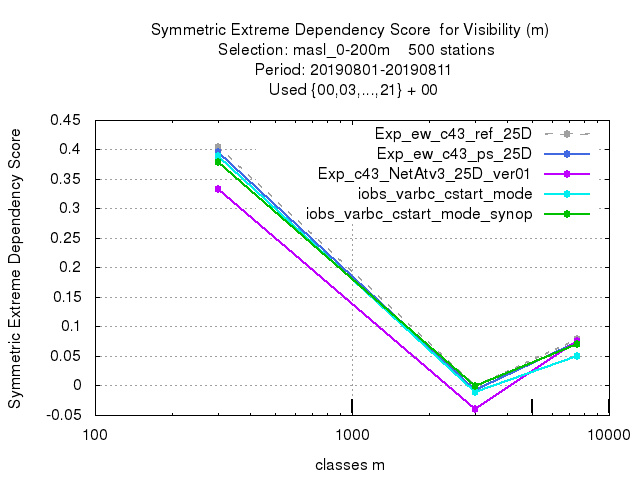 Symmetric Extreme Dependency Score  for Visibility (m)
Selection: masl_0-200m    500 stations
Period: 20190801-20190811
Used {00,03,...,21} + 00
Symmetric Extreme Dependency Score
0.45
0.4
0.35
0.3
0.25
0.2
0.15
0.1
0.05
0
-0.05
Exp_ew_c43_ref_25D
Exp_ew_c43_ps_25D
Exp_c43_NetAtv3_25D_ver01
iobs_varbc_cstart_mode
iobs_varbc_cstart_mode_synop
100
1000
10000
classes m